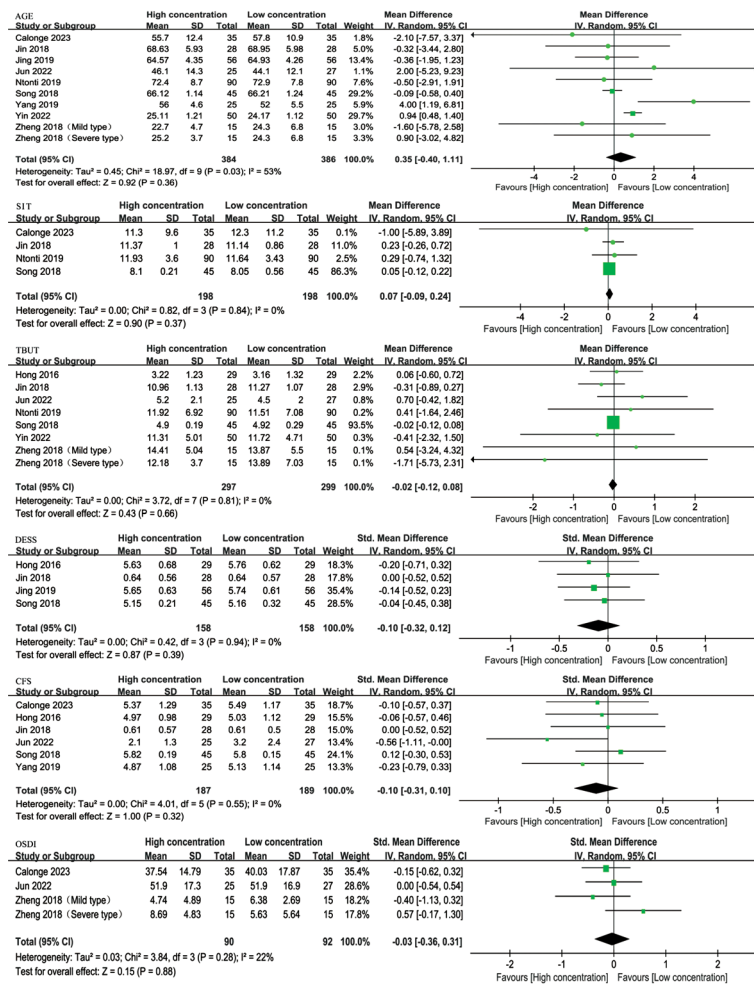 AGE High concentration Low concentration Mean Difference Mean Difference
Study or Subgroup Mean SD Total Mean SD Total Weight IV, Random, 95% CI IV, Random, 95% CI
Calonge 2023 55.7 12.4 35 57.8 10.9 35 1.8% -2.10 [-7.57, 3.37]
Jin 2018 68.63 5.93 28 68.95 5.98 28 5.0% -0.32 [-3.44, 2.80]
Jing 2019 64.57 4.35 56 64.93 4.26 56 13.9% -0.36 [-1.95, 1.23]
Jun 2022 46.1 14.3 25 44.1 12.1 27 1.0% 2.00 [-5.23, 9.23]
Ntonti 2019 72.4 8.7 90 72.9 7.8 90 7.6% -0.50 [-2.91, 1.91]
Song 2018 66.12 1.14 45 66.21 1.24 45 29.2% -0.09 [-0.58, 0.40]
Yang 2019 56 4.6 25 52 5.5 25 5.9% 4.00 [1.19, 6.81]
Yin 2022 25.11 1.21 50 24.17 1.12 50 29.7% 0.94 [0.48, 1.40]
Zheng 2018（Mild type） 22.7 4.7 15 24.3 6.8 15 3.0% -1.60 [-5.78, 2.58]
Zheng 2018（Severe type） 25.2 3.7 15 24.3 6.8 15 3.4% 0.90 [-3.02, 4.82]
Total (95% CI) 384 386 100.0% 0.35 [-0.40, 1.11]
Heterogeneity: Tau² = 0.45; Chi² = 18.97, df = 9 (P = 0.03); I² = 53%
Test for overall effect: Z = 0.92 (P = 0.36)
-4 -2 0 2 4
Favours [High concentration] Favours [Low concentration]
SIT High concentration Low concentration Mean Difference Mean Difference
Study or Subgroup Mean SD Total Mean SD Total Weight IV, Random, 95% CI IV, Random, 95% CI
Calonge 2023 11.3 9.6 35 12.3 11.2 35 0.1% -1.00 [-5.89, 3.89]
Jin 2018 11.37 1 28 11.14 0.86 28 11.0% 0.23 [-0.26, 0.72]
Ntonti 2019 11.93 3.6 90 11.64 3.43 90 2.5% 0.29 [-0.74, 1.32]
Song 2018 8.1 0.21 45 8.05 0.56 45 86.3% 0.05 [-0.12, 0.22]
Total (95% CI) 198 198 100.0% 0.07 [-0.09, 0.24]
Heterogeneity: Tau² = 0.00; Chi² = 0.82, df = 3 (P = 0.84); I² = 0%
Test for overall effect: Z = 0.90 (P = 0.37)
-4 -2 0 2 4
Favours [High concentration] Favours [Low concentration]
TBUT High concentration Low concentration Mean Difference Mean Difference
Study or Subgroup Mean SD Total Mean SD Total Weight IV, Random, 95% CI IV, Random, 95% CI
Hong 2016 3.22 1.23 29 3.16 1.32 29 2.2% 0.06 [-0.60, 0.72]
Jin 2018 10.96 1.13 28 11.27 1.07 28 2.8% -0.31 [-0.89, 0.27]
Jun 2022 5.2 2.1 25 4.5 2 27 0.7% 0.70 [-0.42, 1.82]
Ntonti 2019 11.92 6.92 90 11.51 7.08 90 0.2% 0.41 [-1.64, 2.46]
Song 2018 4.9 0.19 45 4.92 0.29 45 93.5% -0.02 [-0.12, 0.08]
Yin 2022 11.31 5.01 50 11.72 4.71 50 0.3% -0.41 [-2.32, 1.50]
Zheng 2018（Mild type） 14.41 5.04 15 13.87 5.5 15 0.1% 0.54 [-3.24, 4.32]
Zheng 2018（Severe type） 12.18 3.7 15 13.89 7.03 15 0.1% -1.71 [-5.73, 2.31]
Total (95% CI) 297 299 100.0% -0.02 [-0.12, 0.08]
Heterogeneity: Tau² = 0.00; Chi² = 3.72, df = 7 (P = 0.81); I² = 0%
Test for overall effect: Z = 0.43 (P = 0.66)
-2 -1 0 1 2
Favours [High concentration] Favours [Low concentration]
DESS High concentration Low concentration Std. Mean Difference Std. Mean Difference
Study or Subgroup Mean SD Total Mean SD Total Weight IV, Random, 95% CI IV, Random, 95% CI
Hong 2016 5.63 0.68 29 5.76 0.62 29 18.3% -0.20 [-0.71, 0.32]
Jin 2018 0.64 0.56 28 0.64 0.57 28 17.8% 0.00 [-0.52, 0.52]
Jing 2019 5.65 0.63 56 5.74 0.61 56 35.4% -0.14 [-0.52, 0.23]
Song 2018 5.15 0.21 45 5.16 0.32 45 28.5% -0.04 [-0.45, 0.38]
Total (95% CI) 158 158 100.0% -0.10 [-0.32, 0.12]
Heterogeneity: Tau² = 0.00; Chi² = 0.42, df = 3 (P = 0.94); I² = 0%
Test for overall effect: Z = 0.87 (P = 0.39)
-1 -0.5 0 0.5 1
Favours [High concentration] Favours [Low concentration]
CFS High concentration Low concentration Std. Mean Difference Std. Mean Difference
Study or Subgroup Mean SD Total Mean SD Total Weight IV, Random, 95% CI IV, Random, 95% CI
Calonge 2023 5.37 1.29 35 5.49 1.17 35 18.7% -0.10 [-0.57, 0.37]
Hong 2016 4.97 0.98 29 5.03 1.12 29 15.5% -0.06 [-0.57, 0.46]
Jin 2018 0.61 0.57 28 0.61 0.5 28 15.0% 0.00 [-0.52, 0.52]
Jun 2022 2.1 1.3 25 3.2 2.4 27 13.4% -0.56 [-1.11, -0.00]
Song 2018 5.82 0.19 45 5.8 0.15 45 24.1% 0.12 [-0.30, 0.53]
Yang 2019 4.87 1.08 25 5.13 1.14 25 13.3% -0.23 [-0.79, 0.33]
Total (95% CI) 187 189 100.0% -0.10 [-0.31, 0.10]
Heterogeneity: Tau² = 0.00; Chi² = 4.01, df = 5 (P = 0.55); I² = 0%
Test for overall effect: Z = 1.00 (P = 0.32)
-1 -0.5 0 0.5 1
Favours [High concentration] Favours [Low concentration]
OSDI High concentration Low concentration Std. Mean Difference Std. Mean Difference
Study or Subgroup Mean SD Total Mean SD Total Weight IV, Random, 95% CI IV, Random, 95% CI
Calonge 2023 37.54 14.79 35 40.03 17.87 35 35.4% -0.15 [-0.62, 0.32]
Jun 2022 51.9 17.3 25 51.9 16.9 27 28.6% 0.00 [-0.54, 0.54]
Zheng 2018（Mild type） 4.74 4.89 15 6.38 2.69 15 18.2% -0.40 [-1.13, 0.32]
Zheng 2018（Severe type） 8.69 4.83 15 5.63 5.64 15 17.8% 0.57 [-0.17, 1.30]
Total (95% CI) 90 92 100.0% -0.03 [-0.36, 0.31]
Heterogeneity: Tau² = 0.03; Chi² = 3.84, df = 3 (P = 0.28); I² = 22%
Test for overall effect: Z = 0.15 (P = 0.88)
-2 -1 0 1 2
Favours [High concentration] Favours [Low concentration]